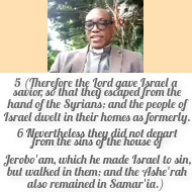 5 (Therefore the Lord gave Israel a
savior, so that they escaped from the
hand of the Syrians; and the people of
Israel dwelt in their homes as formerly.
6 Nevertheless they did not depart
from the sins of the house of
Jerobo'am, which he made Israel to sin,
but walked in them; and the Ashe'rah
also remained in Samar'ia.)